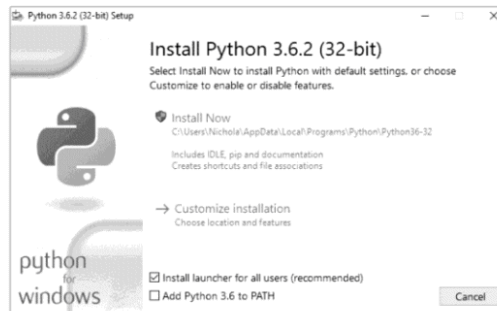 Python 3.6.2 (32-bit) Setup
Install Python 3.6.2 (32-bit)
Select Install Now to install Python with default settings, or choose
Customize to enable or disable features.
Install Now
C:\Users\Nichola\AppData\Local\Programs\Python\Python36-32
Includes IDLE, pip and documentation
Creates shortcuts and file associations
→ Customize installation
Choose location and features
python
for
windows
Install launcher for all users (recommended)
Add Python 3.6 to PATH
Cancel